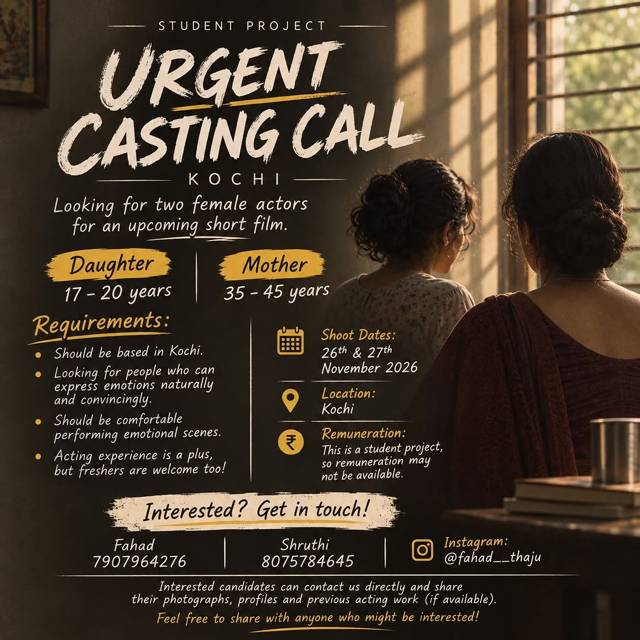 STUDENT PROJECT
URGENT
CASTING CALL
KOCHI
Looking for two female actors
for an upcoming short film.
Daughter
17 – 20 years
Mother
35 – 45 years
Requirements:
• Should be based in Kochi.
• Looking for people who can
express emotions naturally
and convincingly.
• Should be comfortable
performing emotional scenes.
• Acting experience is a plus,
but freshers are welcome too!
Shoot Dates:
26th & 27th
November 2026
Location:
Kochi
₹
Remuneration:
This is a student project,
so remuneration may
not be available.
Interested? Get in touch!
Fahad
7907964276
Shruthi
8075784645
Instagram:
@fahad__thaju
Interested candidates can contact us directly and share
their photographs, profiles and previous acting work (if available).
Feel free to share with anyone who might be interested!